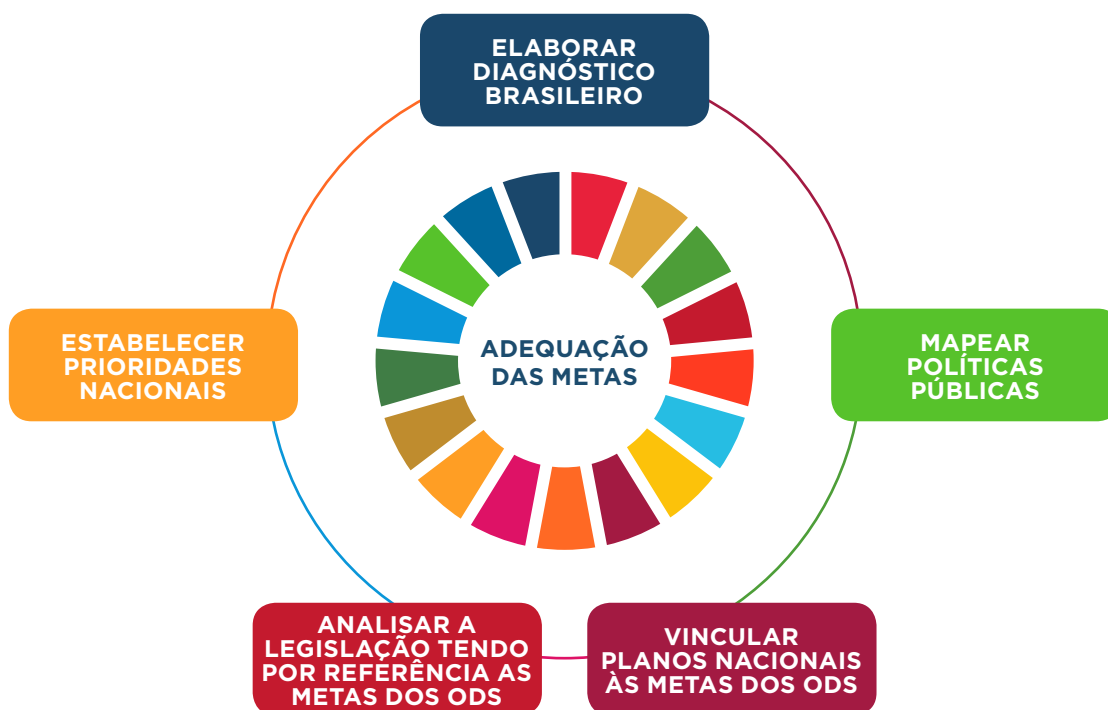 ELABORAR
DIAGNÓSTICO
BRASILEIRO
ESTABELECER
PRIORIDADES
NACIONAIS
ADEQUAÇÃO
DAS METAS
MAPEAR
POLÍTICAS
PÚBLICAS
ANALISAR A
LEGISLAÇÃO TENDO
POR REFERÊNCIA AS
METAS DOS ODS
VINCULAR
PLANOS NACIONAIS
ÀS METAS DOS ODS